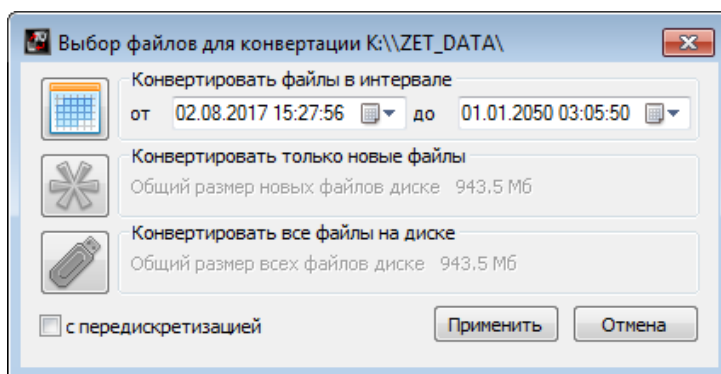 Выбор файлов для конвертации K:\\ZET_DATA\
Конвертировать файлы в интервале
от 02.08.2017 15:27:56 до 01.01.2050 03:05:50
Конвертировать только новые файлы
Общий размер новых файлов диске 943.5 Мб
Конвертировать все файлы на диске
Общий размер всех файлов диске 943.5 Мб
с передискретизацией Применить Отмена